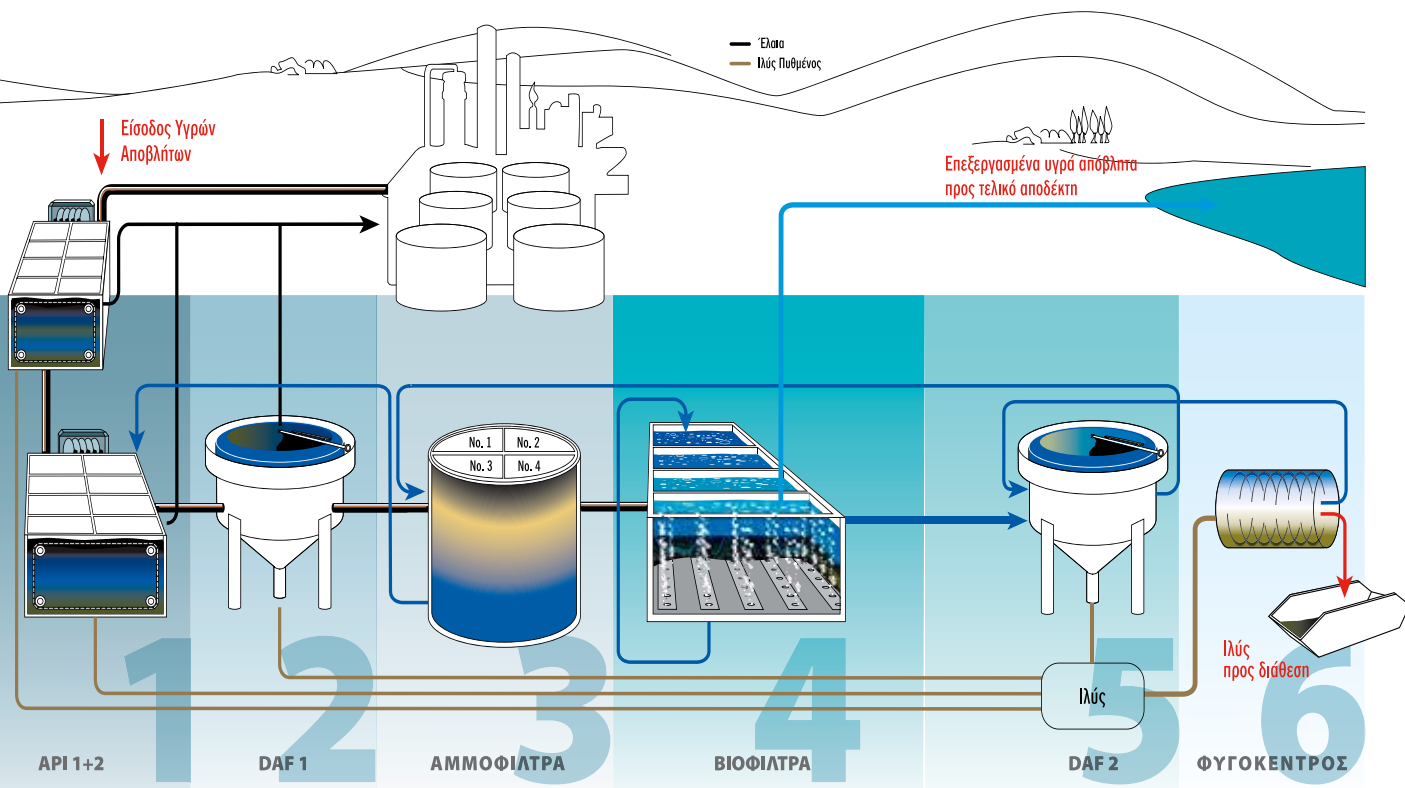 Έλαια
Ιλύς Πυθμένος
Είσοδος Υγρών
Αποβλήτων
Επεξεργασμένα υγρά απόβλητα
προς τελικό αποδέκτη
No. 1
No. 2
No. 3
No. 4
Ιλύς
Ιλύς
προς διάθεση
1
2
3
4
5
6
API 1+2
DAF 1
ΑΜΜΟΦΙΛΤΡΑ
ΒΙΟΦΙΛΤΡΑ
DAF 2
ΦΥΓΟΚΕΝΤΡΟΣ